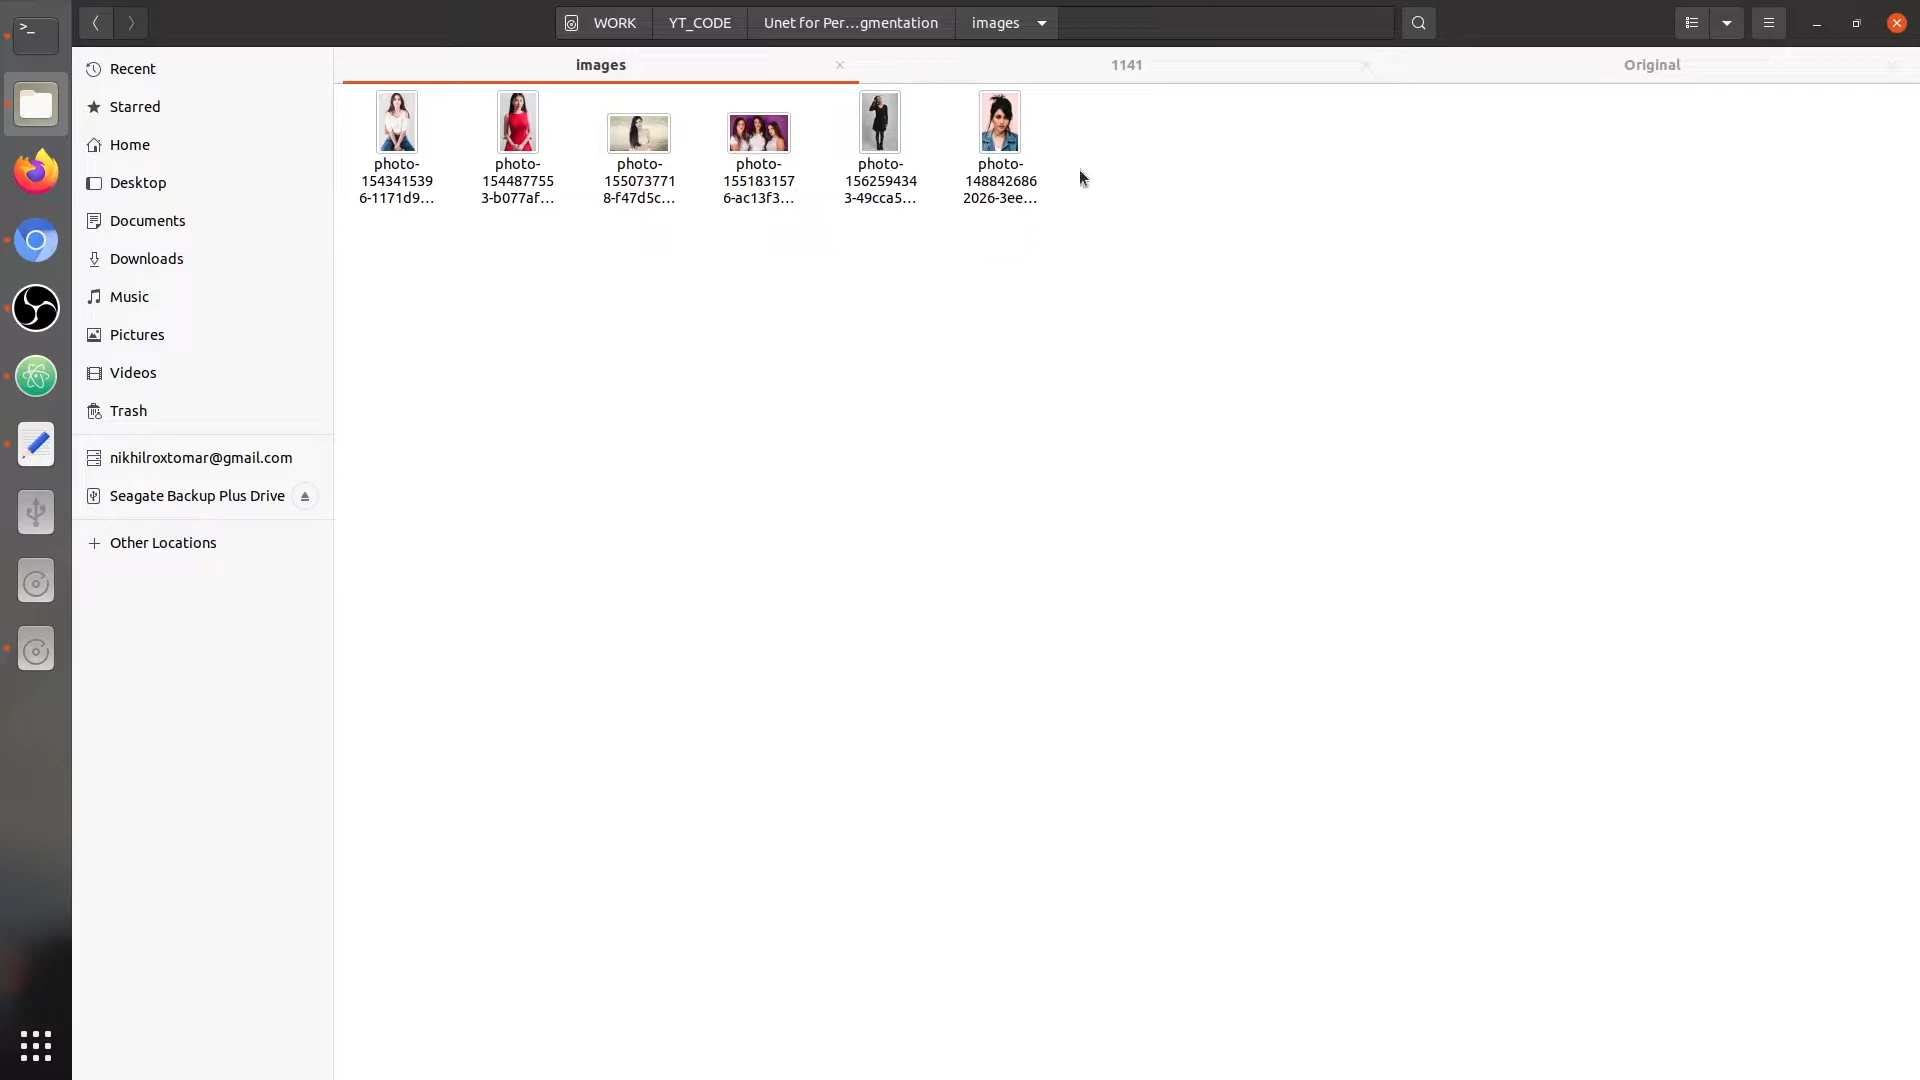 WORK
YT_CODE
Unet for Per...gmentation
images
images
1141
Original
Recent
Starred
Home
Desktop
Documents
Downloads
Music
Pictures
Videos
Trash
nikhilroxtomar@gmail.com
Seagate Backup Plus Drive
Other Locations
photo-
154341539
6-1171d9...
photo-
154487755
3-b077af...
photo-
155073771
8-f47d5c...
photo-
155183157
6-ac13f3...
photo-
156259434
3-49cca5...
photo-
148842686
2026-3ee...